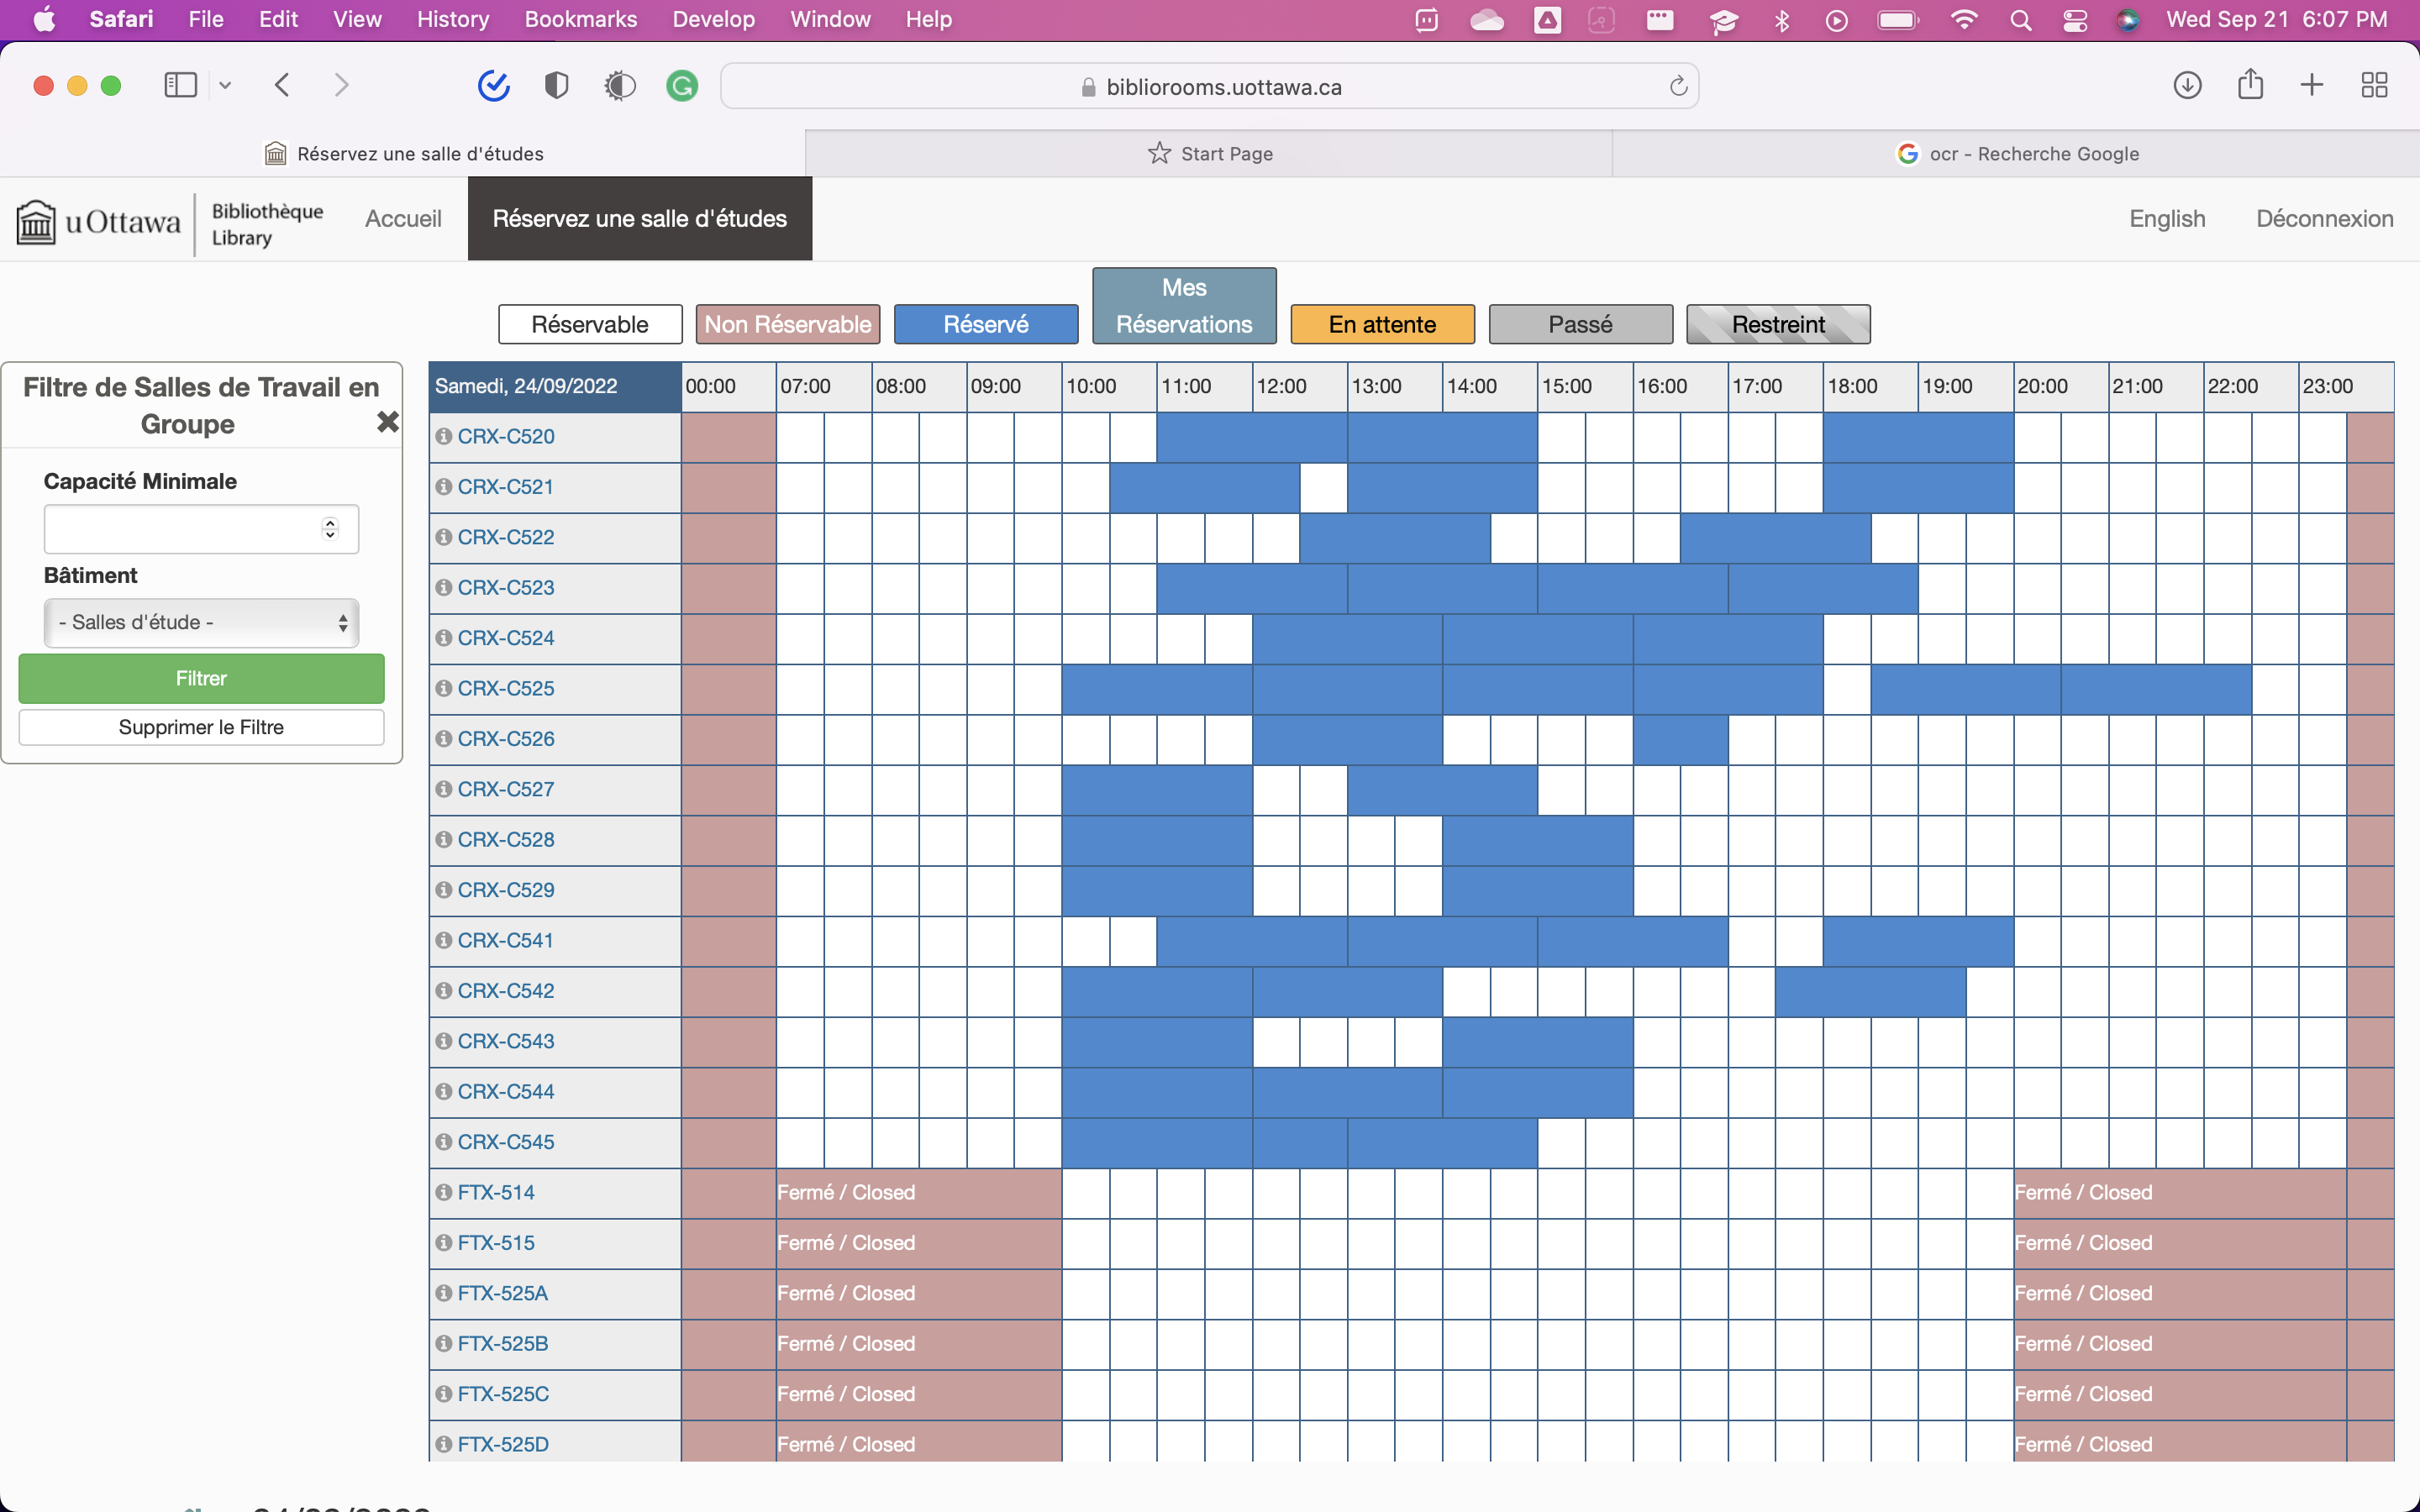 Safari File Edit View History Bookmarks Develop Window Help Wed Sep 21 6:07 PM
bibliorooms.uottawa.ca
Réservez une salle d'études
Start Page
ocr - Recherche Google
uOttawa
Bibliothèque
Library
Accueil
Réservez une salle d'études
English
Déconnexion
Réservable
Non Réservable
Réservé
Mes
Réservations
En attente
Passé
Restreint
Filtre de Salles de Travail en
Groupe
Capacité Minimale
Bâtiment
- Salles d'étude -
Filtrer
Supprimer le Filtre
Samedi, 24/09/2022 00:00 07:00 08:00 09:00 10:00 11:00 12:00 13:00 14:00 15:00 16:00 17:00 18:00 19:00 20:00 21:00 22:00 23:00
CRX-C520
CRX-C521
CRX-C522
CRX-C523
CRX-C524
CRX-C525
CRX-C526
CRX-C527
CRX-C528
CRX-C529
CRX-C541
CRX-C542
CRX-C543
CRX-C544
CRX-C545
FTX-514 Fermé / Closed Fermé / Closed
FTX-515 Fermé / Closed Fermé / Closed
FTX-525A Fermé / Closed Fermé / Closed
FTX-525B Fermé / Closed Fermé / Closed
FTX-525C Fermé / Closed Fermé / Closed
FTX-525D Fermé / Closed Fermé / Closed